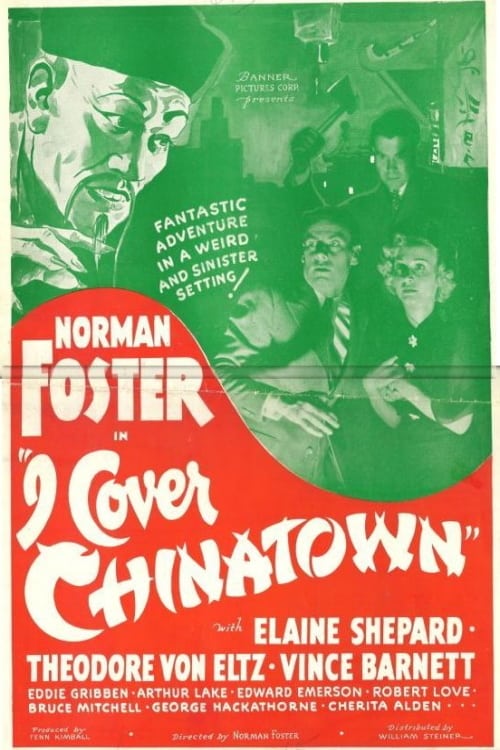 BANNER
PICTURES CORP.
presents
FANTASTIC
ADVENTURE
IN A WEIRD
AND SINISTER
SETTING!
NORMAN
FOSTER
IN
"I COVER
CHINATOWN"
with ELAINE SHEPARD ·
THEODORE VON ELTZ · VINCE BARNETT
EDDIE GRIBBEN · ARTHUR LAKE · EDWARD EMERSON · ROBERT LOVE ·
BRUCE MITCHELL · GEORGE HACKATHORNE · CHERITA ALDEN · · ·
Produced by
FENN KIMBALL
Directed by NORMAN FOSTER
Distributed by
WILLIAM STEINER